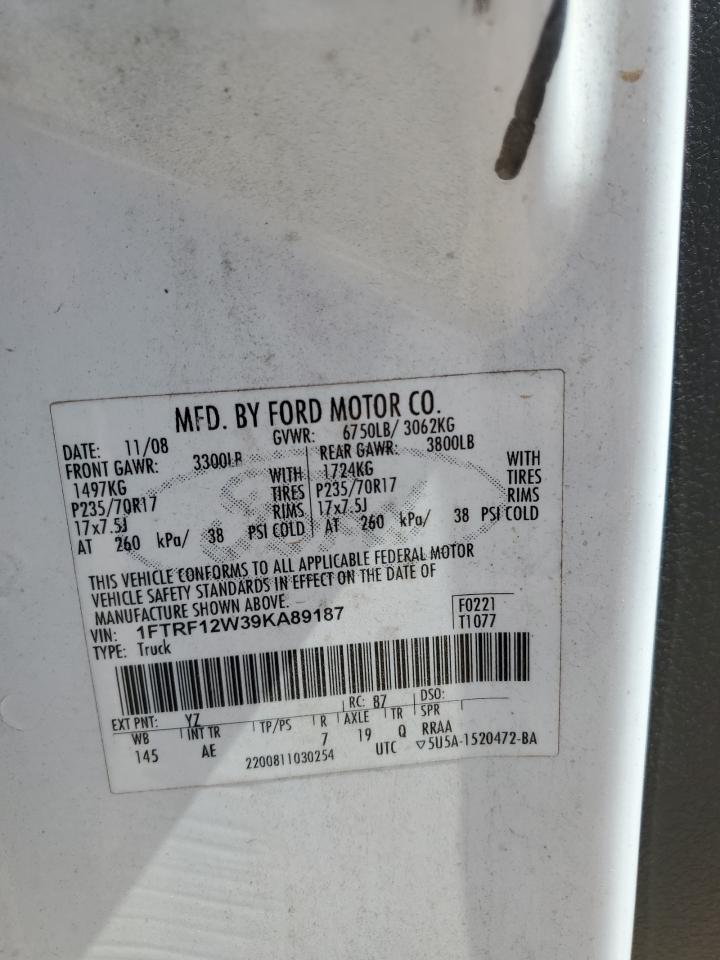 MFD. BY FORD MOTOR CO.
DATE: 11/08 GVWR: 6750LB/ 3062KG
FRONT GAWR: 3300LB REAR GAWR: 3800LB
1497KG WITH 1724KG WITH
P235/70R17 TIRES P235/70R17 TIRES
17x7.5J RIMS 17x7.5J RIMS
AT 260 kPa/ 38 PSI COLD AT 260 kPa/ 38 PSI COLD
THIS VEHICLE CONFORMS TO ALL APPLICABLE FEDERAL MOTOR
VEHICLE SAFETY STANDARDS IN EFFECT ON THE DATE OF
MANUFACTURE SHOWN ABOVE.
VIN: 1FTRF12W39KA89187 F0221
TYPE: Truck T1077
EXT PNT: YZ RC: 87 DSO:
WB INT TR TP/PS R AXLE TR SPR
145 AE 7 19 Q RRAA
2200811030254 UTC ▽5U5A-1520472-BA